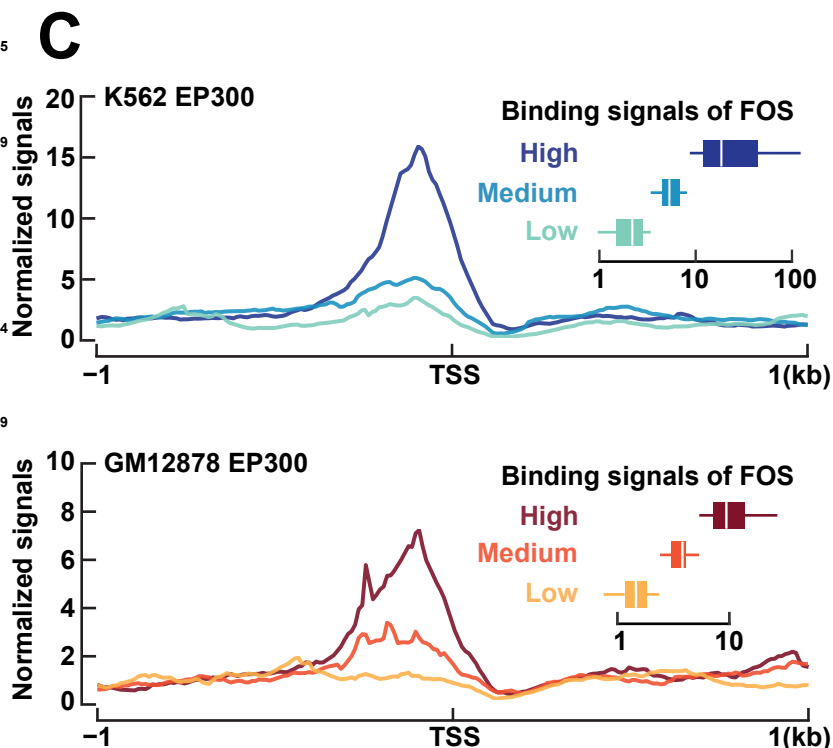 C
5
9
4
9
K562 EP300
Normalized signals
20
15
10
5
0
−1
TSS
1(kb)
Binding signals of FOS
High
Medium
Low
1
10
100
GM12878 EP300
Normalized signals
10
8
6
4
2
0
−1
TSS
1(kb)
Binding signals of FOS
High
Medium
Low
1
10